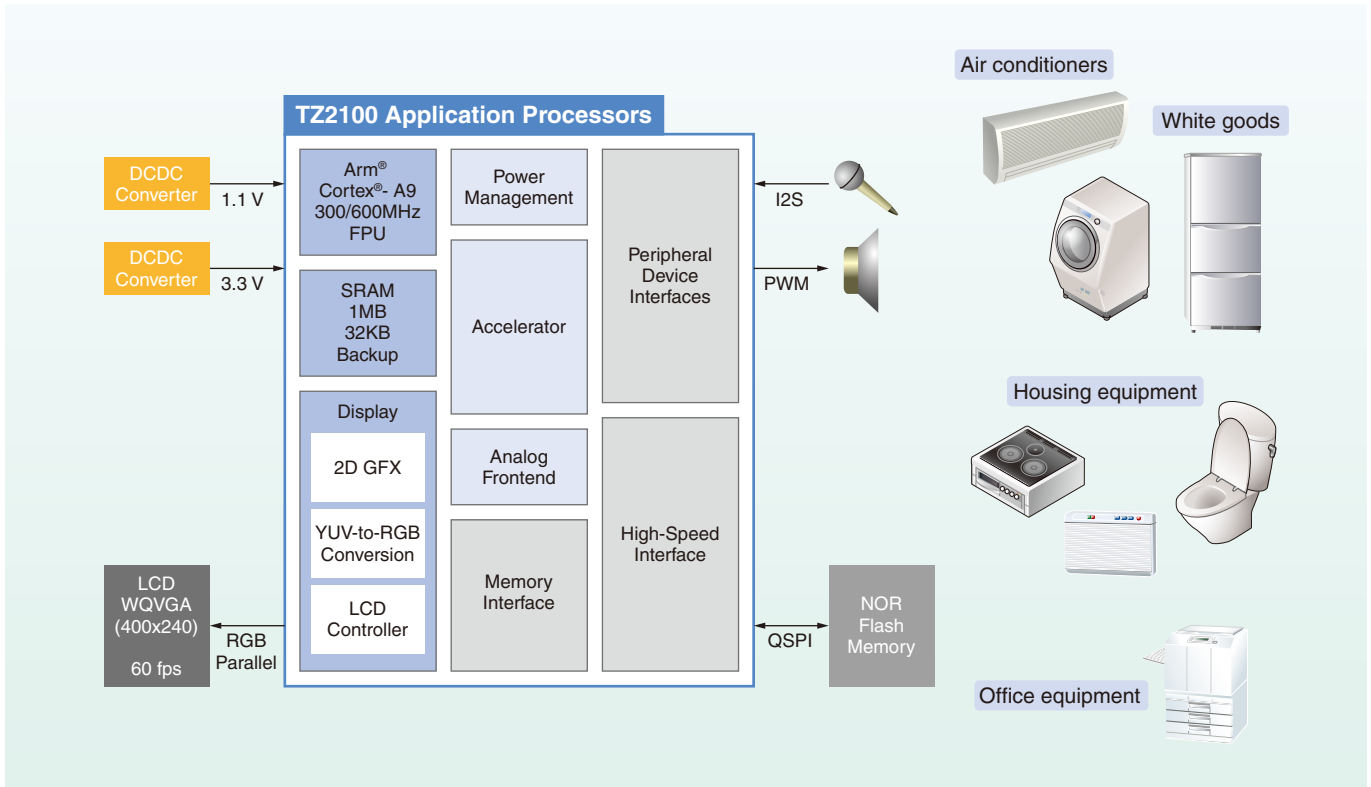 TZ2100 Application Processors
DCDC
Converter
1.1 V
DCDC
Converter
3.3 V
LCD
WQVGA
(400x240)
60 fps
RGB
Parallel
Arm®
Cortex®- A9
300/600MHz
FPU
SRAM
1MB
32KB
Backup
Display
2D GFX
YUV-to-RGB
Conversion
LCD
Controller
Power
Management
Accelerator
Analog
Frontend
Memory
Interface
Peripheral
Device
Interfaces
High-Speed
Interface
I2S
PWM
QSPI
NOR
Flash
Memory
Air conditioners
White goods
Housing equipment
Office equipment